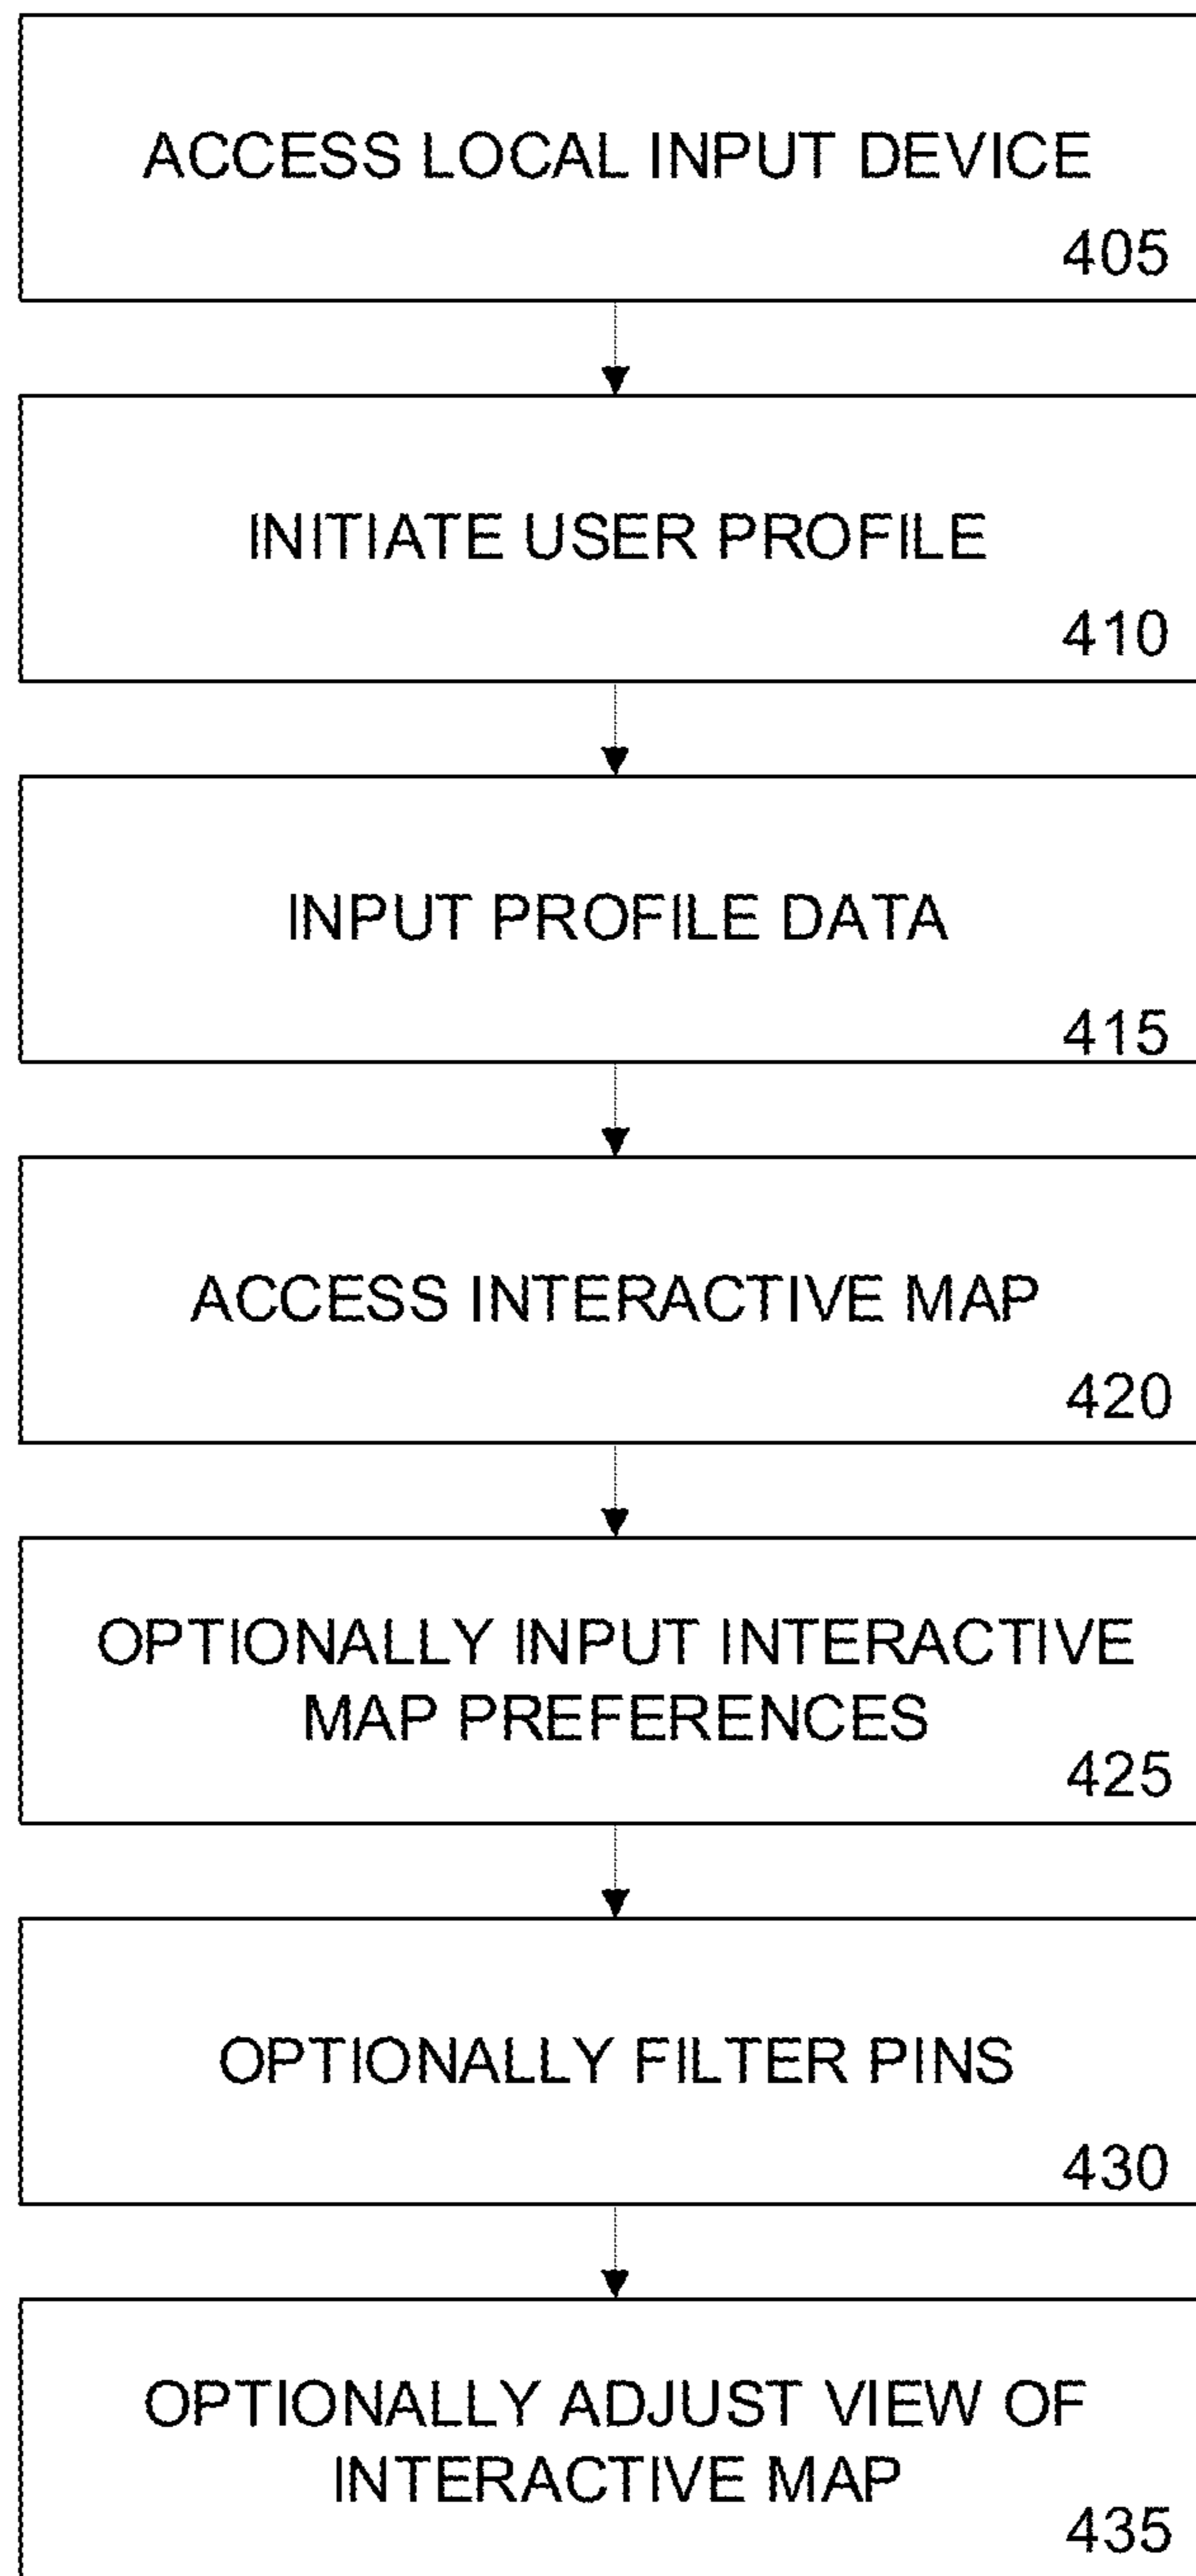 ACCESS LOCAL INPUT DEVICE
405
INITIATE USER PROFILE
410
INPUT PROFILE DATA
415
ACCESS INTERACTIVE MAP
420
OPTIONALLY INPUT INTERACTIVE
MAP PREFERENCES
425
OPTIONALLY FILTER PINS
430
OPTIONALLY ADJUST VIEW OF
INTERACTIVE MAP
435